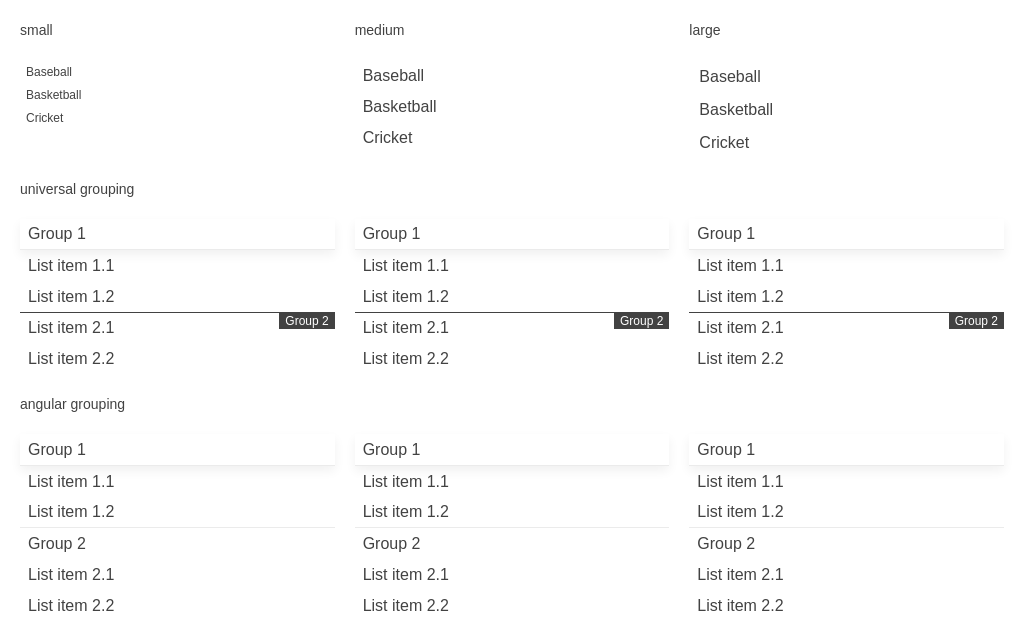 small medium large
Baseball Baseball Baseball
Basketball Basketball Basketball
Cricket Cricket Cricket
universal grouping
Group 1 Group 1 Group 1
List item 1.1 List item 1.1 List item 1.1
List item 1.2 List item 1.2 List item 1.2
List item 2.1 Group 2 List item 2.1 Group 2 List item 2.1 Group 2
List item 2.2 List item 2.2 List item 2.2
angular grouping
Group 1 Group 1 Group 1
List item 1.1 List item 1.1 List item 1.1
List item 1.2 List item 1.2 List item 1.2
Group 2 Group 2 Group 2
List item 2.1 List item 2.1 List item 2.1
List item 2.2 List item 2.2 List item 2.2